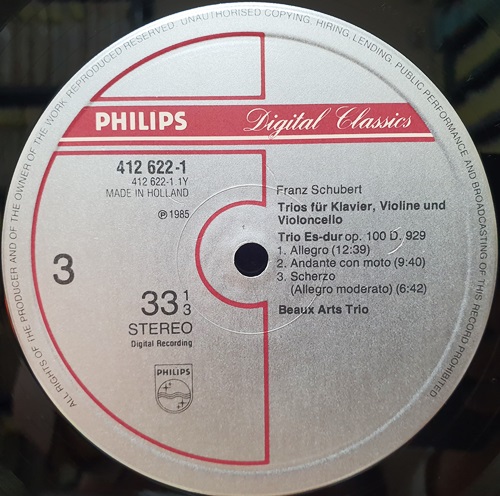 ALL RIGHTS OF THE PRODUCER AND OF THE OWNER OF THE WORK REPRODUCED RESERVED. UNAUTHORISED COPYING, HIRING, LENDING, PUBLIC PERFORMANCE AND BROADCASTING OF THIS RECORD PROHIBITED.
PHILIPS Digital Classics
412 622-1
412 622-1.1Y
MADE IN HOLLAND
℗ 1985
3
33 1/3
STEREO
Digital Recording
PHILIPS
Franz Schubert
Trios für Klavier, Violine und
Violoncello
Trio Es-dur op. 100 D. 929
1. Allegro (12:39)
2. Andante con moto (9:40)
3. Scherzo
(Allegro moderato) (6:42)
Beaux Arts Trio